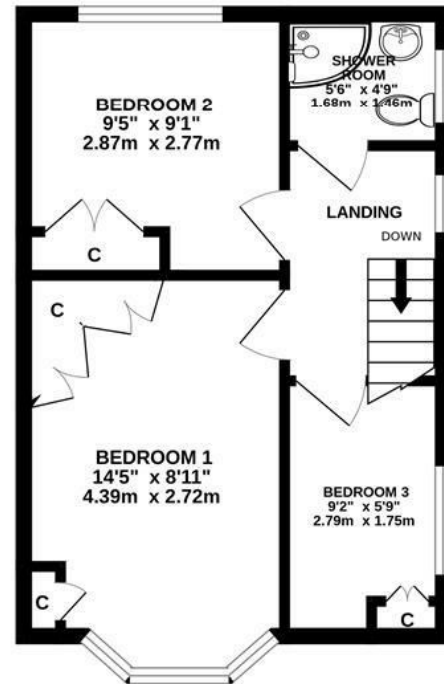 BEDROOM 2
9'5" x 9'1"
2.87m x 2.77m
C
SHOWER
ROOM
5'6" x 4'9"
1.68m x 1.46m
LANDING
DOWN
C
BEDROOM 1
14'5" x 8'11"
4.39m x 2.72m
C
BEDROOM 3
9'2" x 5'9"
2.79m x 1.75m
C